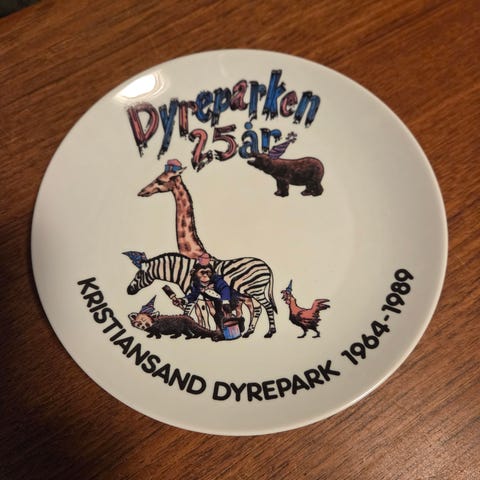 Dyreparken
25 år
KRISTIANSAND DYREPARK 1964-1989